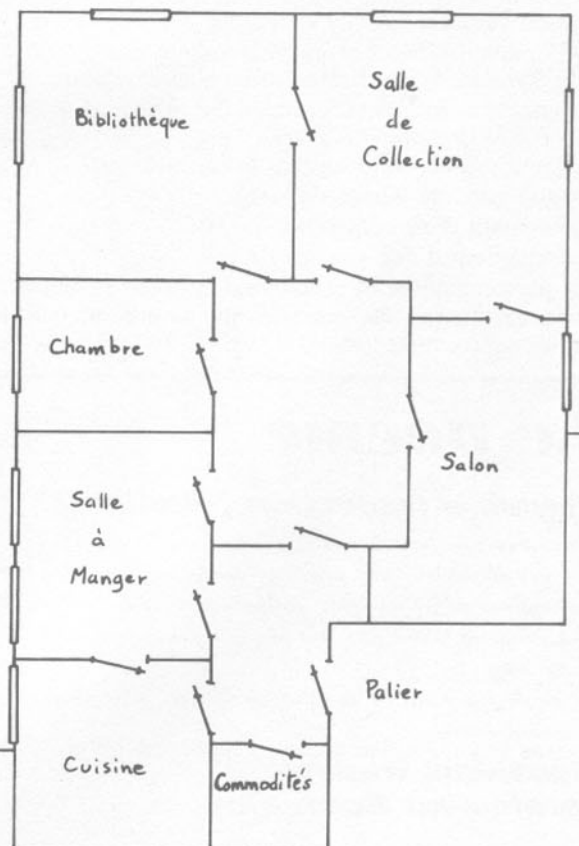 Bibliothèque
Salle
de
Collection
Chambre
Salon
Salle
à
Manger
Palier
Cuisine
Commodités